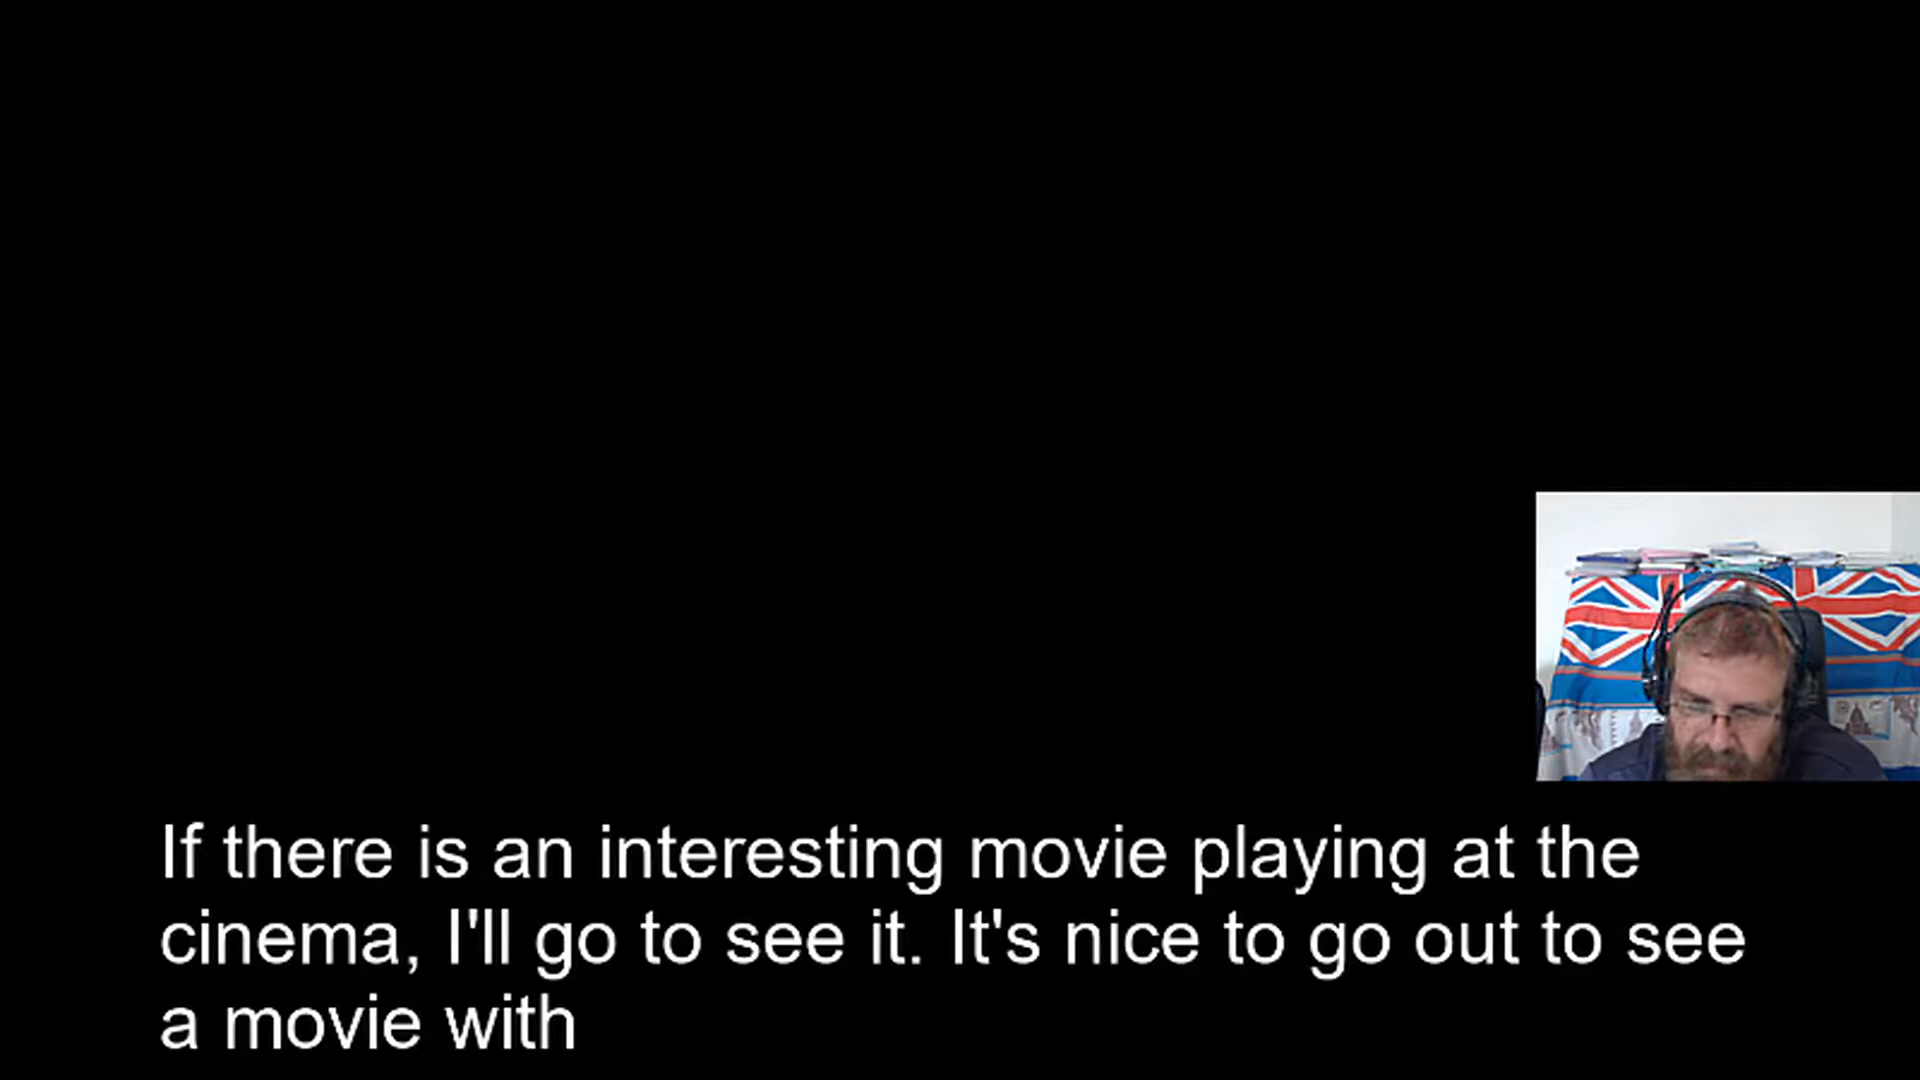 If there is an interesting movie playing at the
cinema, I'll go to see it. It's nice to go out to see
a movie with